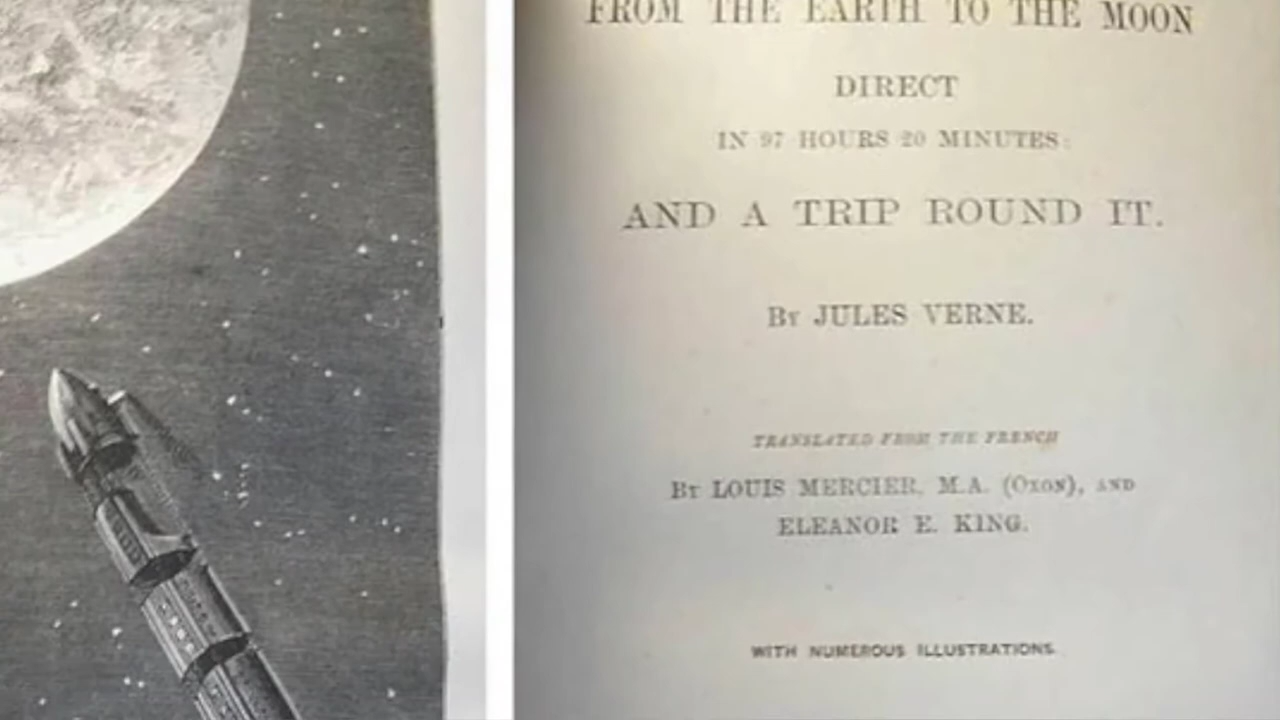 FROM THE EARTH TO THE MOON
DIRECT
IN 97 HOURS 20 MINUTES:
AND A TRIP ROUND IT.
By JULES VERNE.
TRANSLATED FROM THE FRENCH
By LOUIS MERCIER, M.A. (Oxon), AND
ELEANOR E. KING.
WITH NUMEROUS ILLUSTRATIONS